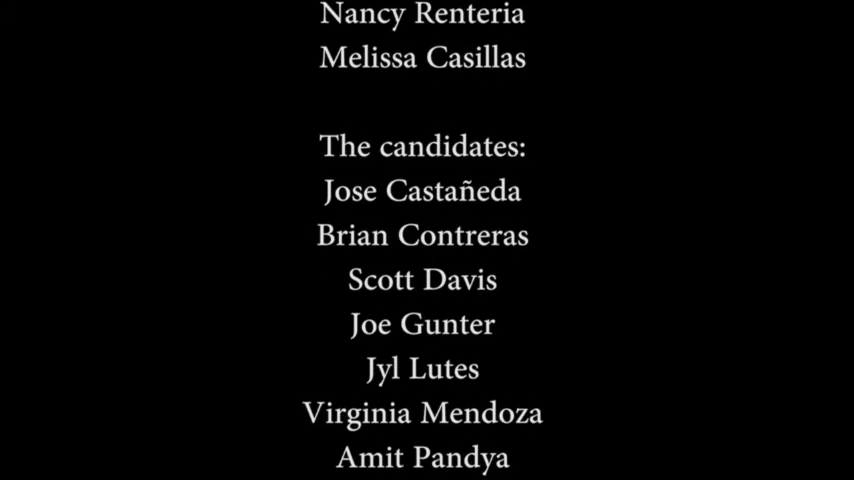 Nancy Renteria
Melissa Casillas
The candidates:
Jose Castañeda
Brian Contreras
Scott Davis
Joe Gunter
Jyl Lutes
Virginia Mendoza
Amit Pandya